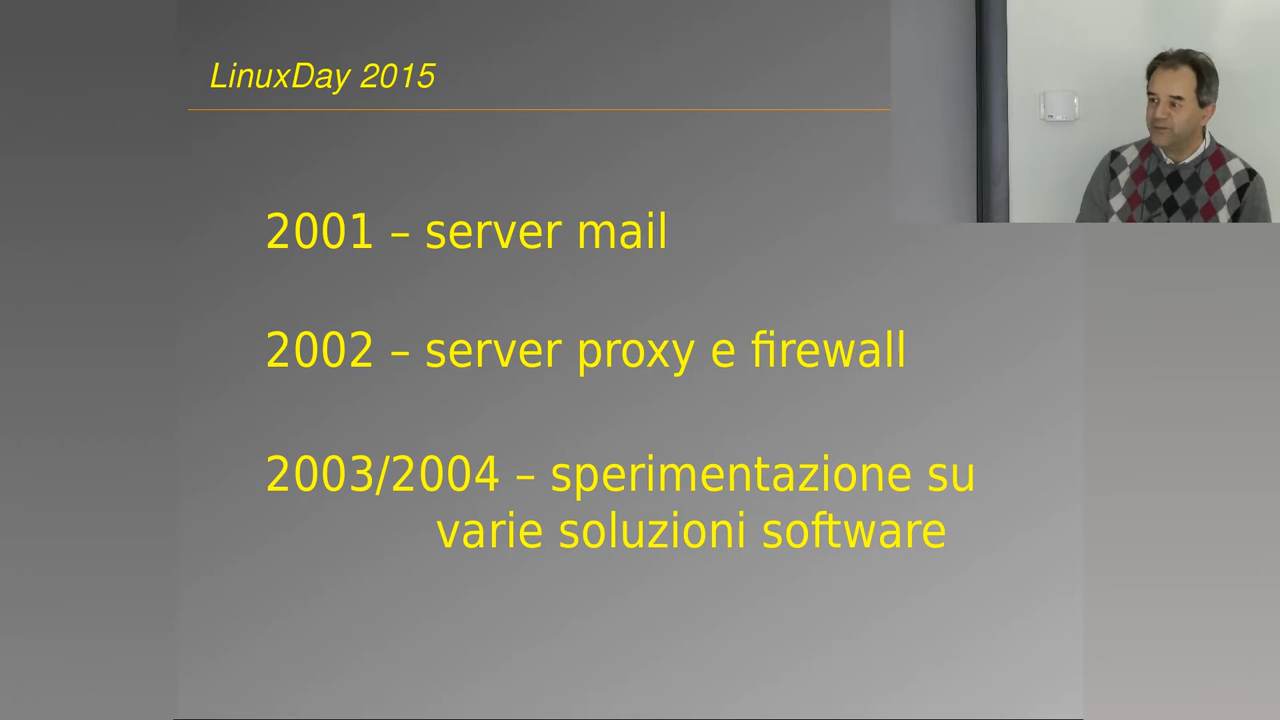 LinuxDay 2015
2001 – server mail
2002 – server proxy e firewall
2003/2004 – sperimentazione su
varie soluzioni software